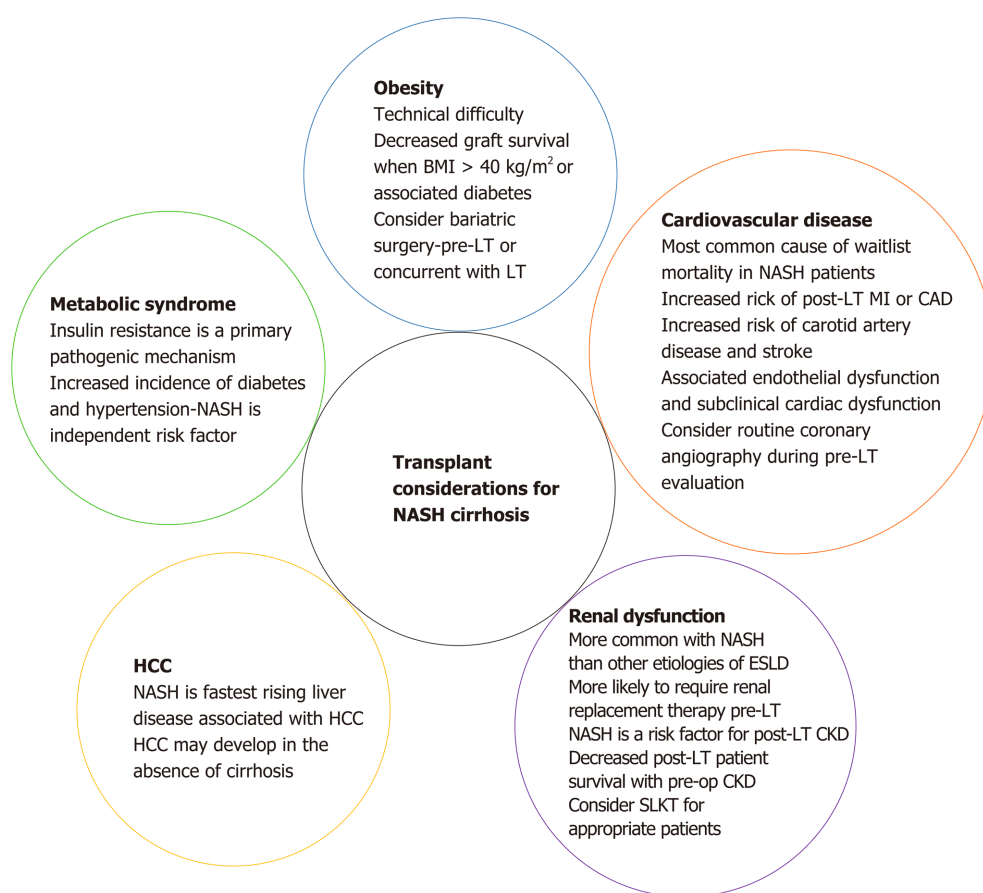 Obesity
Technical difficulty
Decreased graft survival
when BMI > 40 kg/m² or
associated diabetes
Consider bariatric
surgery-pre-LT or
concurrent with LT
Cardiovascular disease
Most common cause of waitlist
mortality in NASH patients
Increased rick of post-LT MI or CAD
Increased risk of carotid artery
disease and stroke
Associated endothelial dysfunction
and subclinical cardiac dysfunction
Consider routine coronary
angiography during pre-LT
evaluation
Metabolic syndrome
Insulin resistance is a primary
pathogenic mechanism
Increased incidence of diabetes
and hypertension-NASH is
independent risk factor
Transplant
considerations for
NASH cirrhosis
HCC
NASH is fastest rising liver
disease associated with HCC
HCC may develop in the
absence of cirrhosis
Renal dysfunction
More common with NASH
than other etiologies of ESLD
More likely to require renal
replacement therapy pre-LT
NASH is a risk factor for post-LT CKD
Decreased post-LT patient
survival with pre-op CKD
Consider SLKT for
appropriate patients